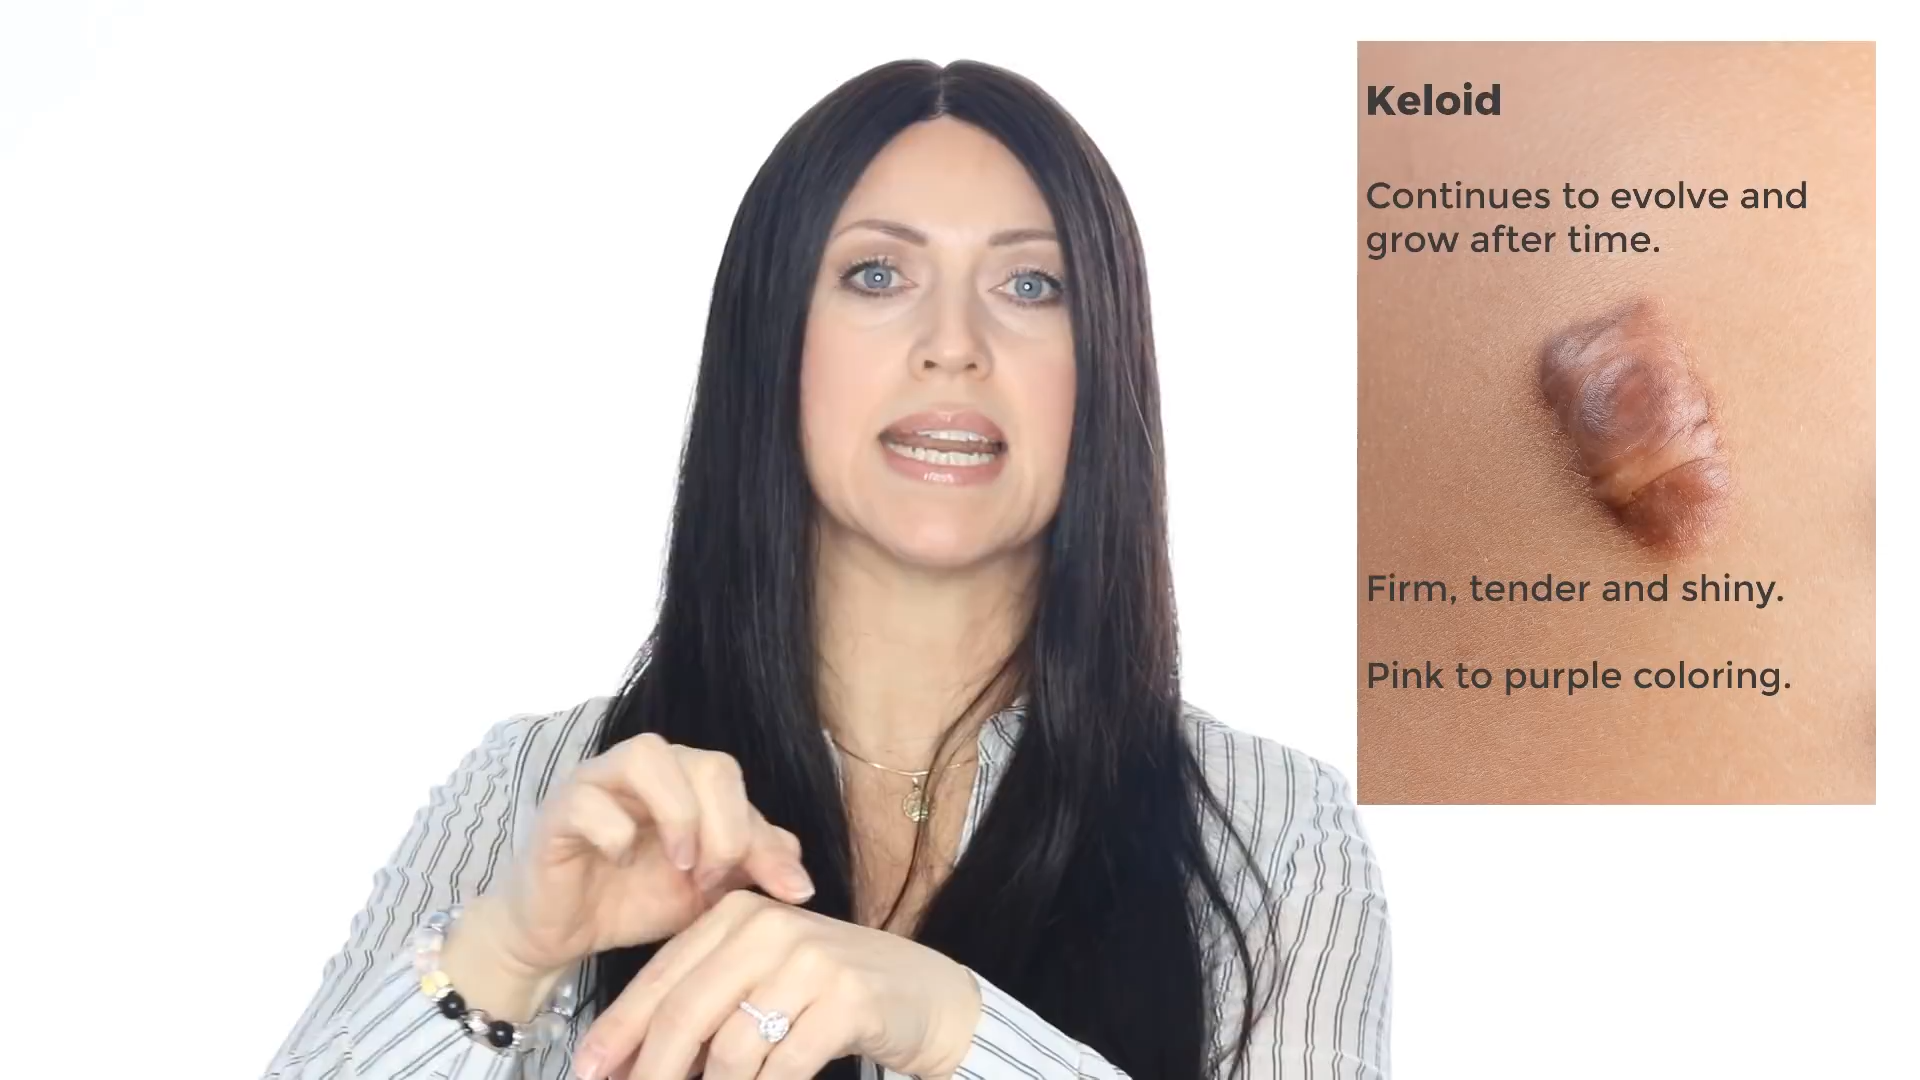 Keloid
Continues to evolve and
grow after time.
Firm, tender and shiny.
Pink to purple coloring.